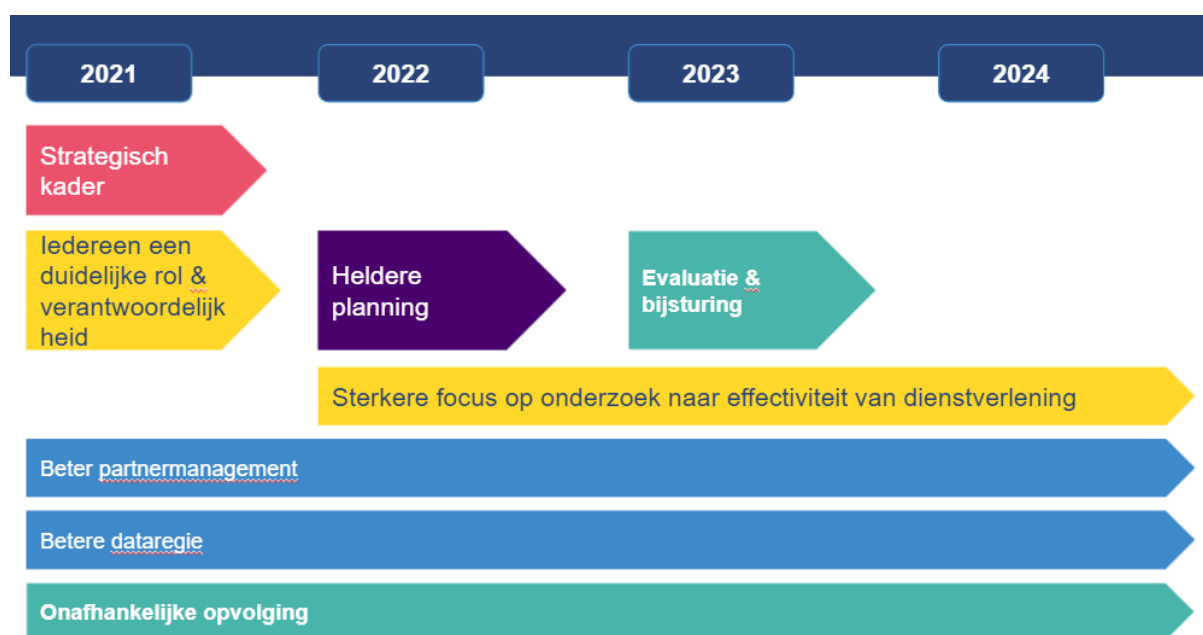 2021
2022
2023
2024
Strategisch
kader
Iedereen een
duidelijke rol &
verantwoordelijk
heid
Heldere
planning
Evaluatie &
bijsturing
Sterkere focus op onderzoek naar effectiviteit van dienstverlening
Beter partnermanagement
Betere dataregie
Onafhankelijke opvolging